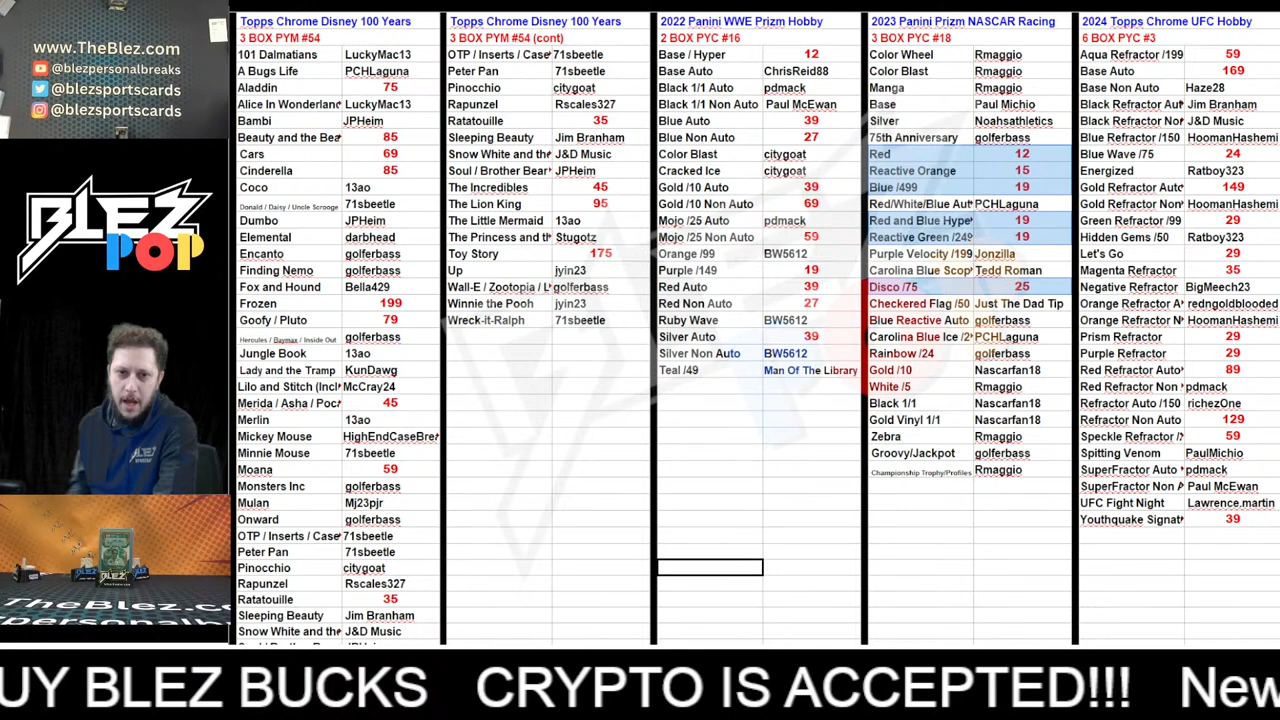 www.TheBlez.com
@blezpersonalbreaks
@blezsportscards
BLEZ
POP
BLEZ
TheBlez.co
personalb
Topps Chrome Disney 100 Years
3 BOX PYM #54
101 Dalmatians LuckyMac13
A Bugs Life PCHLaguna
Aladdin 75
Alice In Wonderlan LuckyMac13
Bambi JPHeim
Beauty and the Bea 85
Cars 69
Cinderella 85
Coco 13ao
Donald / Daisy / Uncle Scrooge 71sbeetle
Dumbo JPHeim
Elemental darbhead
Encanto golferbass
Finding Nemo golferbass
Fox and Hound Bella429
Frozen 199
Goofy / Pluto 79
Hercules / Baymax / Inside Out golferbass
Jungle Book 13ao
Lady and the Tramp KunDawg
Lilo and Stitch (Incl McCray24
Merida / Asha / Poc 45
Merlin 13ao
Mickey Mouse HighEndCaseBre
Minnie Mouse 71sbeetle
Moana 59
Monsters Inc golferbass
Mulan Mj23pjr
Onward golferbass
OTP / Inserts / Case 71sbeetle
Peter Pan 71sbeetle
Pinocchio citygoat
Rapunzel Rscales327
Ratatouille 35
Sleeping Beauty Jim Branham
Snow White and the J&D Music
Topps Chrome Disney 100 Years
3 BOX PYM #54 (cont)
OTP / Inserts / Case 71sbeetle
Peter Pan 71sbeetle
Pinocchio citygoat
Rapunzel Rscales327
Ratatouille 35
Sleeping Beauty Jim Branham
Snow White and the J&D Music
Soul / Brother Bear JPHeim
The Incredibles 45
The Lion King 95
The Little Mermaid 13ao
The Princess and th Stugotz
Toy Story 175
Up jyin23
Wall-E / Zootopia / L golferbass
Winnie the Pooh jyin23
Wreck-it-Ralph 71sbeetle
2022 Panini WWE Prizm Hobby
2 BOX PYC #16
Base / Hyper 12
Base Auto ChrisReid88
Black 1/1 Auto pdmack
Black 1/1 Non Auto Paul McEwan
Blue Auto 39
Blue Non Auto 27
Color Blast citygoat
Cracked Ice citygoat
Gold /10 Auto 39
Gold /10 Non Auto 69
Mojo /25 Auto pdmack
Mojo /25 Non Auto 59
Orange /99 BW5612
Purple /149 19
Red Auto 39
Red Non Auto 27
Ruby Wave BW5612
Silver Auto 39
Silver Non Auto BW5612
Teal /49 Man Of The Library
2023 Panini Prizm NASCAR Racing
3 BOX PYC #18
Color Wheel Rmaggio
Color Blast Rmaggio
Manga Rmaggio
Base Paul Michio
Silver Noahsathletics
75th Anniversary golferbass
Red 12
Reactive Orange 15
Blue /499 19
Red/White/Blue Aut PCHLaguna
Red and Blue Hype 19
Reactive Green /249 19
Purple Velocity /199 Jonzilla
Carolina Blue Scop Tedd Roman
Disco /75 25
Checkered Flag /50 Just The Dad Tip
Blue Reactive Auto golferbass
Carolina Blue Ice /2 PCHLaguna
Rainbow /24 golferbass
Gold /10 Nascarfan18
White /5 Rmaggio
Black 1/1 Nascarfan18
Gold Vinyl 1/1 Nascarfan18
Zebra Rmaggio
Groovy/Jackpot golferbass
Championship Trophy/Profiles Rmaggio
2024 Topps Chrome UFC Hobby
6 BOX PYC #3
Aqua Refractor /199 59
Base Auto 169
Base Non Auto Haze28
Black Refractor Aut Jim Branham
Black Refractor No J&D Music
Blue Refractor /150 HoomanHashemi
Blue Wave /75 24
Energized Ratboy323
Gold Refractor Aut 149
Gold Refractor Non PCHLaguna
Green Refractor /99 29
Hidden Gems /50 Ratboy323
Let's Go 29
Magenta Refractor 35
Negative Refractor BigMeech23
Orange Refractor A redngoldblooded
Orange Refractor N HoomanHashemi
Prism Refractor 29
Purple Refractor 29
Red Refractor Auto 89
Red Refractor Non pdmack
Refractor Auto /150 richezOne
Refractor Non Auto 129
Speckle Refractor / 59
Spitting Venom PaulMichio
SuperFractor Auto pdmack
SuperFractor Non A Paul McEwan
UFC Fight Night Lawrence.martin
Youthquake Signat 39
UY BLEZ BUCKS CRYPTO IS ACCEPTED!!! New